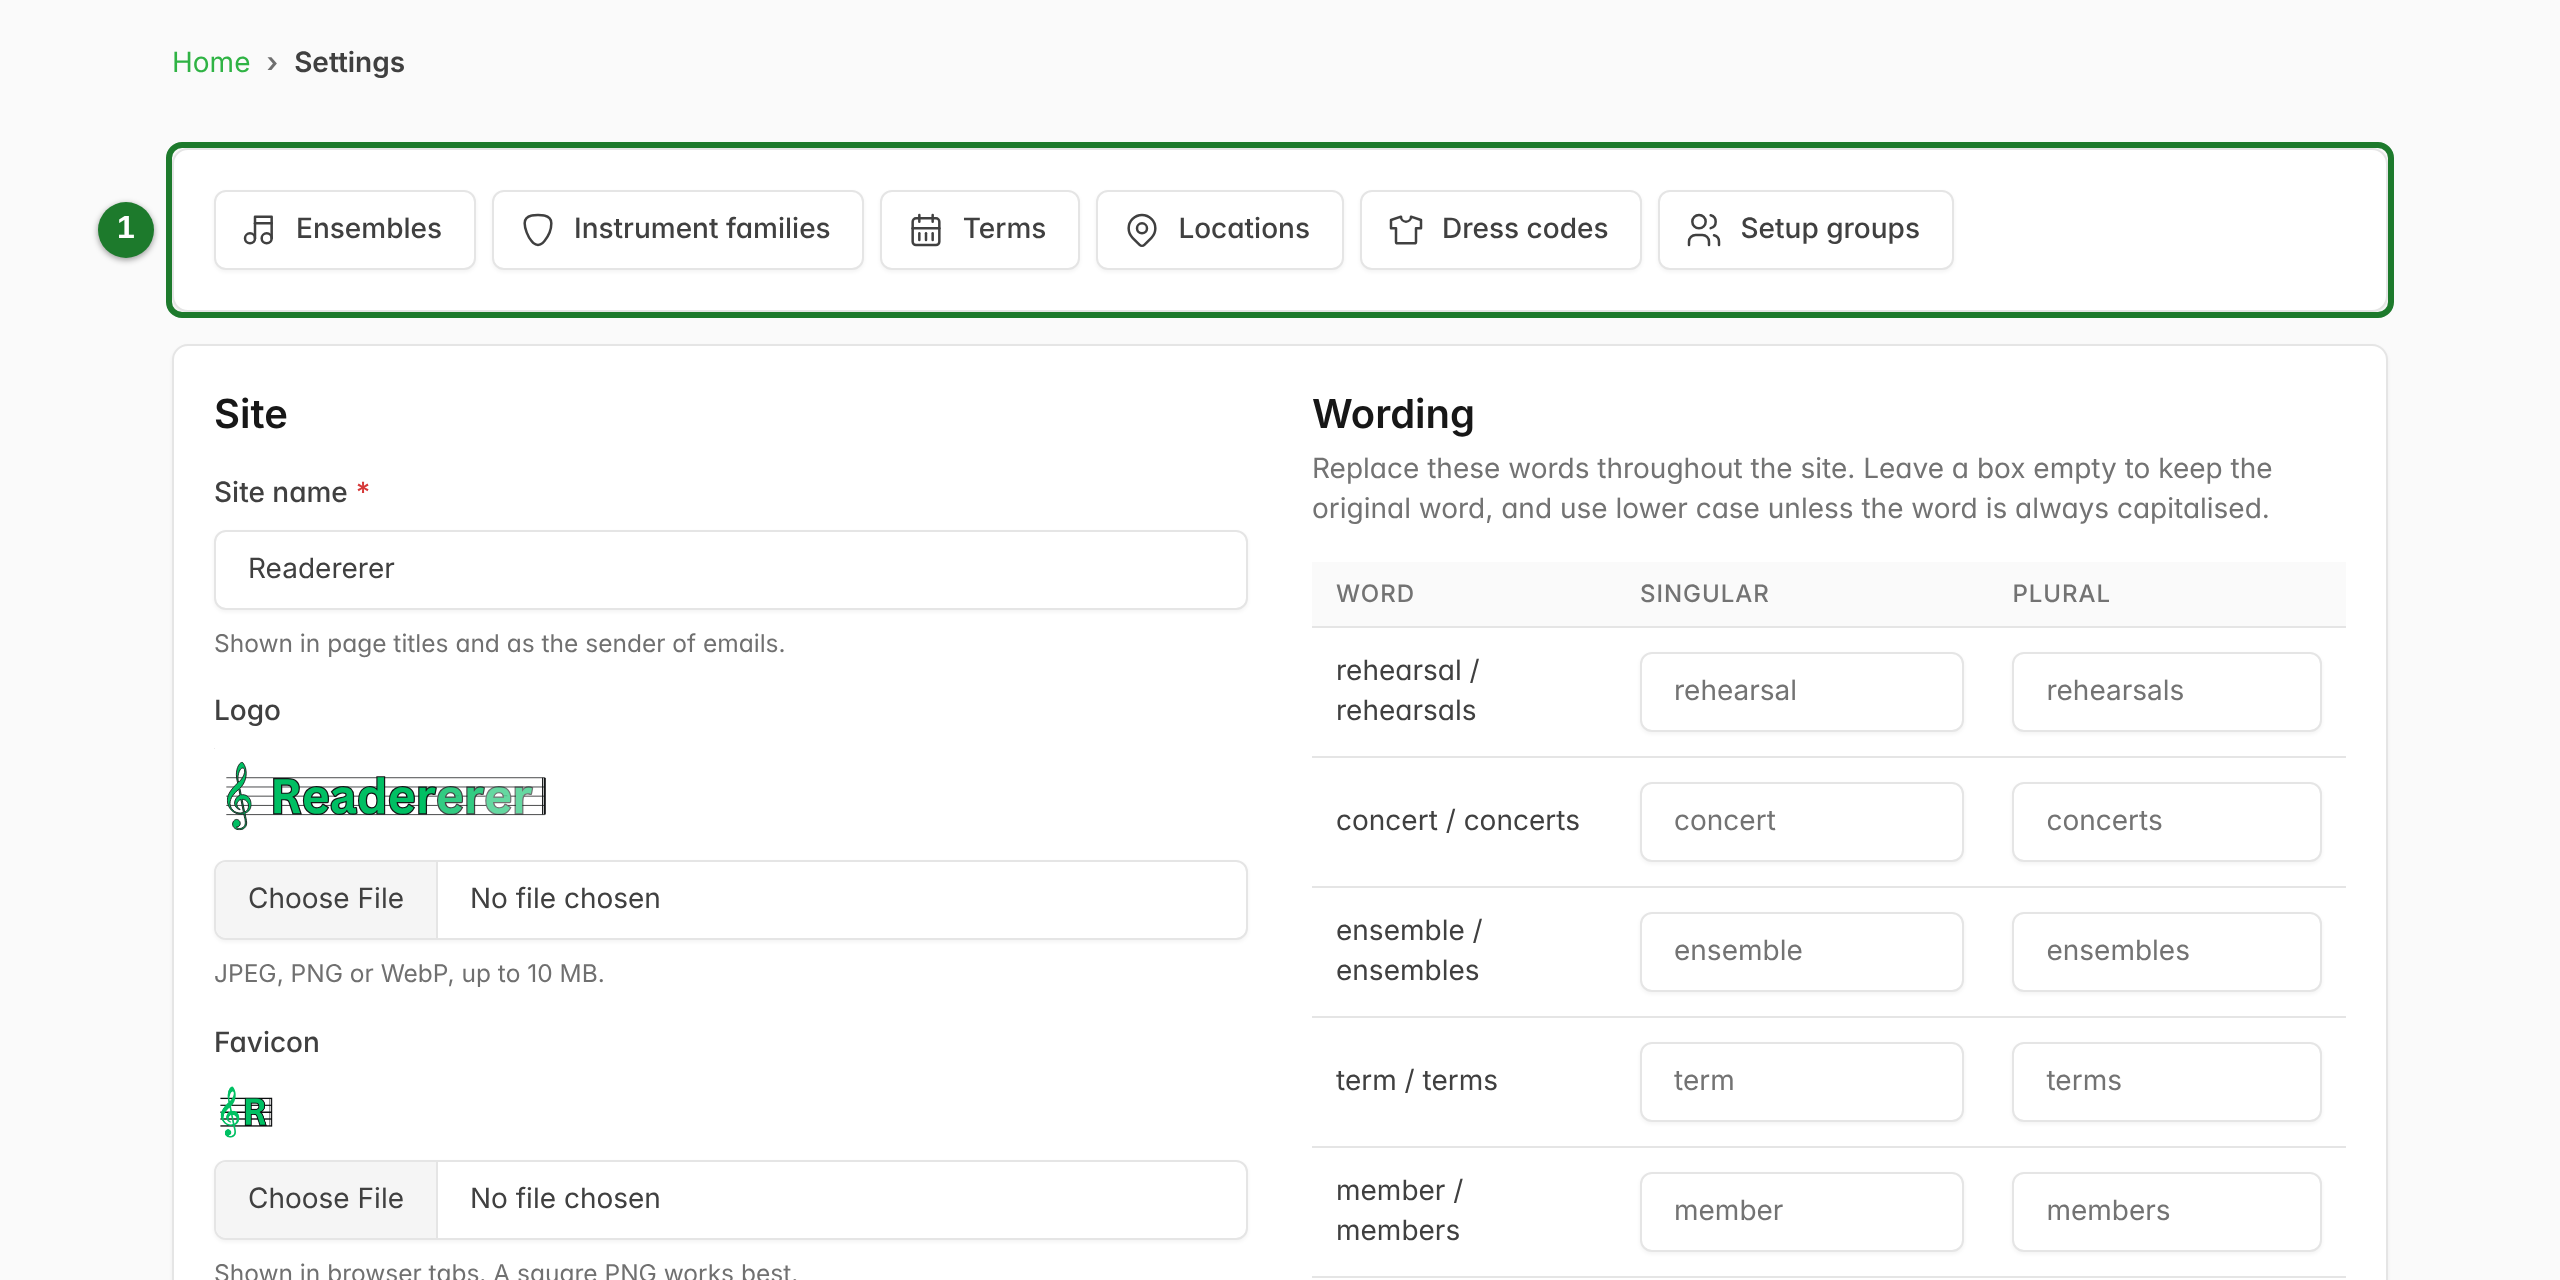 Home › Settings
1
Ensembles
Instrument families
Terms
Locations
Dress codes
Setup groups
Site
Site name *
Readererer
Shown in page titles and as the sender of emails.
Logo
Readererer
Choose File No file chosen
JPEG, PNG or WebP, up to 10 MB.
Favicon
R
Choose File No file chosen
Shown in browser tabs. A square PNG works best.
Wording
Replace these words throughout the site. Leave a box empty to keep the
original word, and use lower case unless the word is always capitalised.
WORD SINGULAR PLURAL
rehearsal /
rehearsals
rehearsal rehearsals
concert / concerts concert concerts
ensemble /
ensembles
ensemble ensembles
term / terms term terms
member /
members
member members